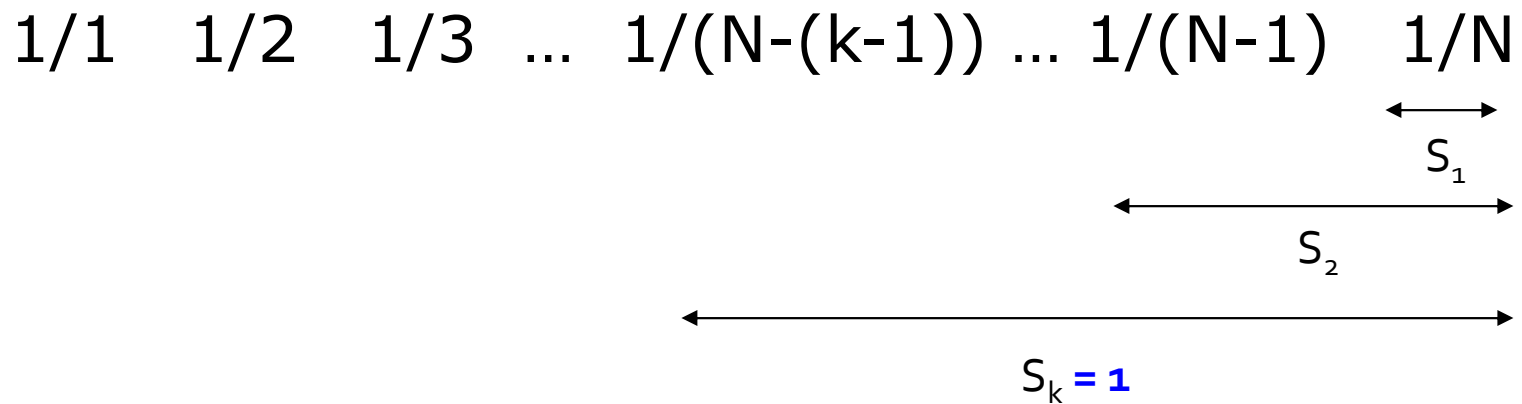 1/1 1/2 1/3 … 1/(N-(k-1)) … 1/(N-1) 1/N
S₁
S₂
Sₖ = 1